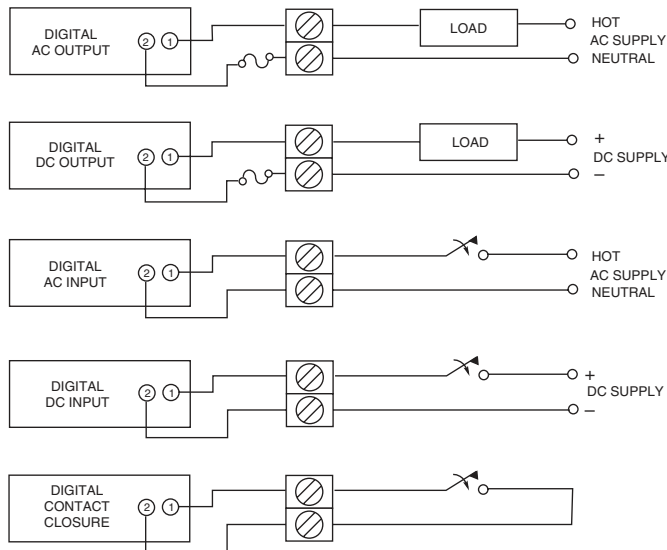 DIGITAL
AC OUTPUT
2 1
LOAD
HOT
AC SUPPLY
NEUTRAL
DIGITAL
DC OUTPUT
2 1
LOAD
+
DC SUPPLY
–
DIGITAL
AC INPUT
2 1
HOT
AC SUPPLY
NEUTRAL
DIGITAL
DC INPUT
2 1
+
DC SUPPLY
–
DIGITAL
CONTACT
CLOSURE
2 1